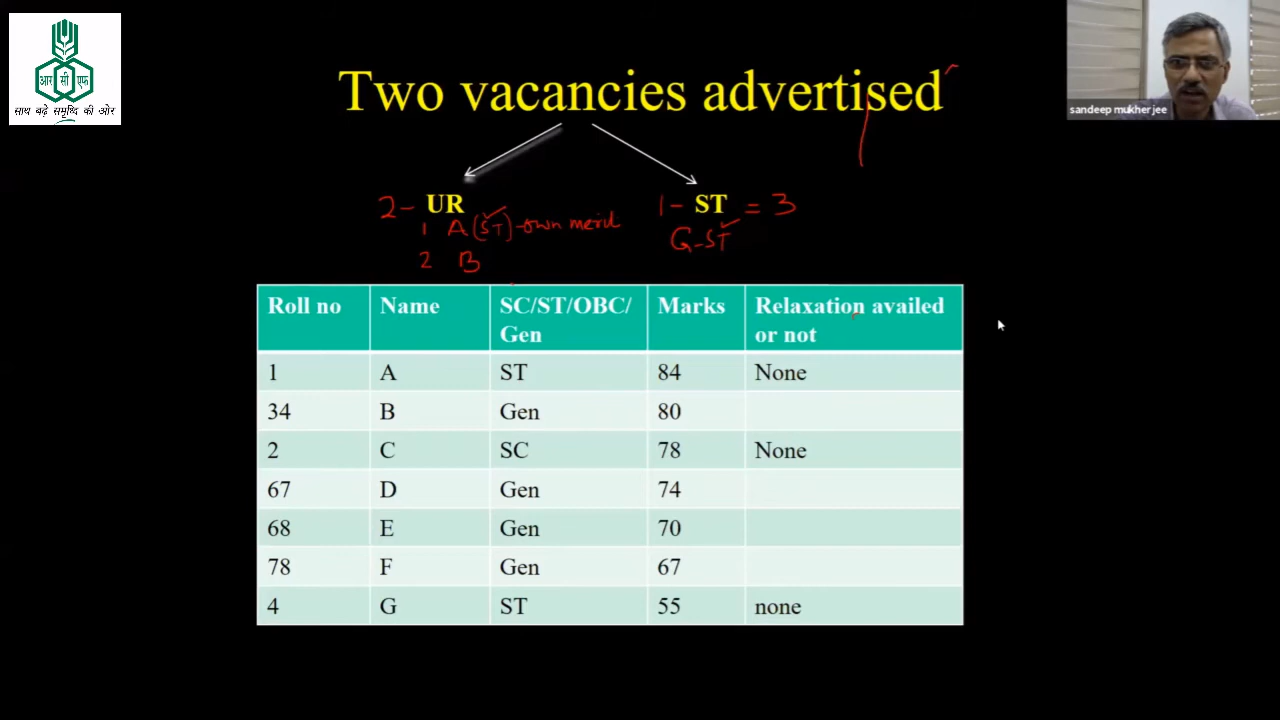 आर सी एफ
साथ बढ़े समृद्धि की ओर
sandeep mukherjee
Two vacancies advertised
2- UR
1- ST = 3
1 A (ST)-own merit
G-ST
2 B
Roll no Name SC/ST/OBC/ Gen Marks Relaxation availed or not
1 A ST 84 None
34 B Gen 80
2 C SC 78 None
67 D Gen 74
68 E Gen 70
78 F Gen 67
4 G ST 55 none